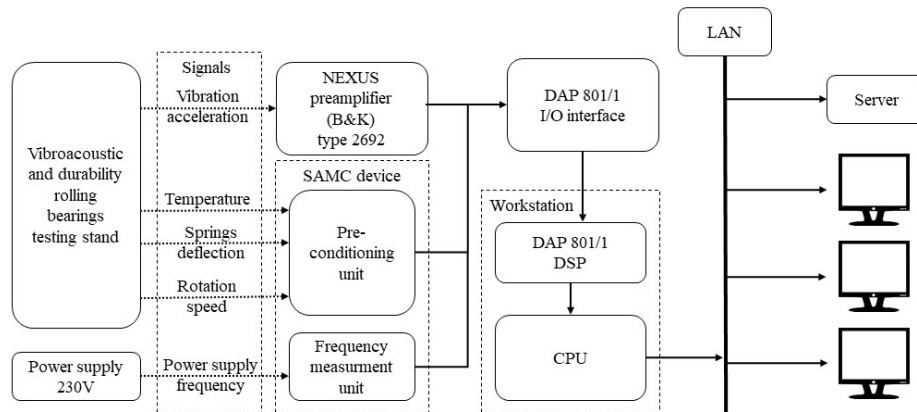 LAN
Signals
Vibration
acceleration
NEXUS
preamplifier
(B&K)
type 2692
DAP 801/1
I/O interface
Server
Vibroacoustic
and durability
rolling
bearings
testing stand
SAMC device
Temperature
Springs
deflection
Rotation
speed
Pre-
conditioning
unit
Workstation
DAP 801/1
DSP
CPU
Power supply
230V
Power supply
frequency
Frequency
measurment
unit